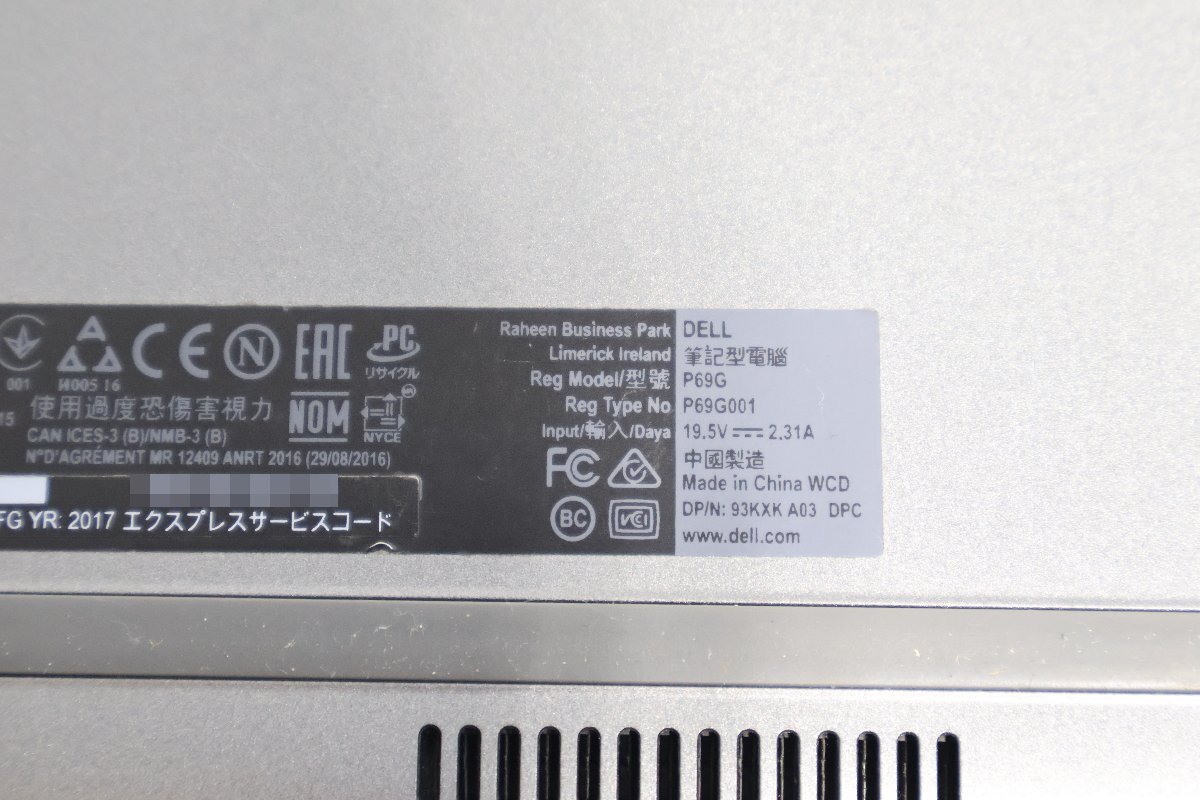 001
И005 16
15 使用過度恐傷害視力
CAN ICES-3 (B)/NMB-3 (B)
N°D'AGRÉMENT MR 12409 ANRT 2016 (29/08/2016)
FG YR: 2017 エクスプレスサービスコード
CE
N
EAC
PC
リサイクル
NOM
NYCE
Raheen Business Park
Limerick Ireland
Reg Model/型號
Reg Type No
Input/輸入/Daya
FC
BC
VCI
DELL
筆記型電腦
P69G
P69G001
19.5V 2.31A
中國製造
Made in China WCD
DP/N: 93KXK A03 DPC
www.dell.com